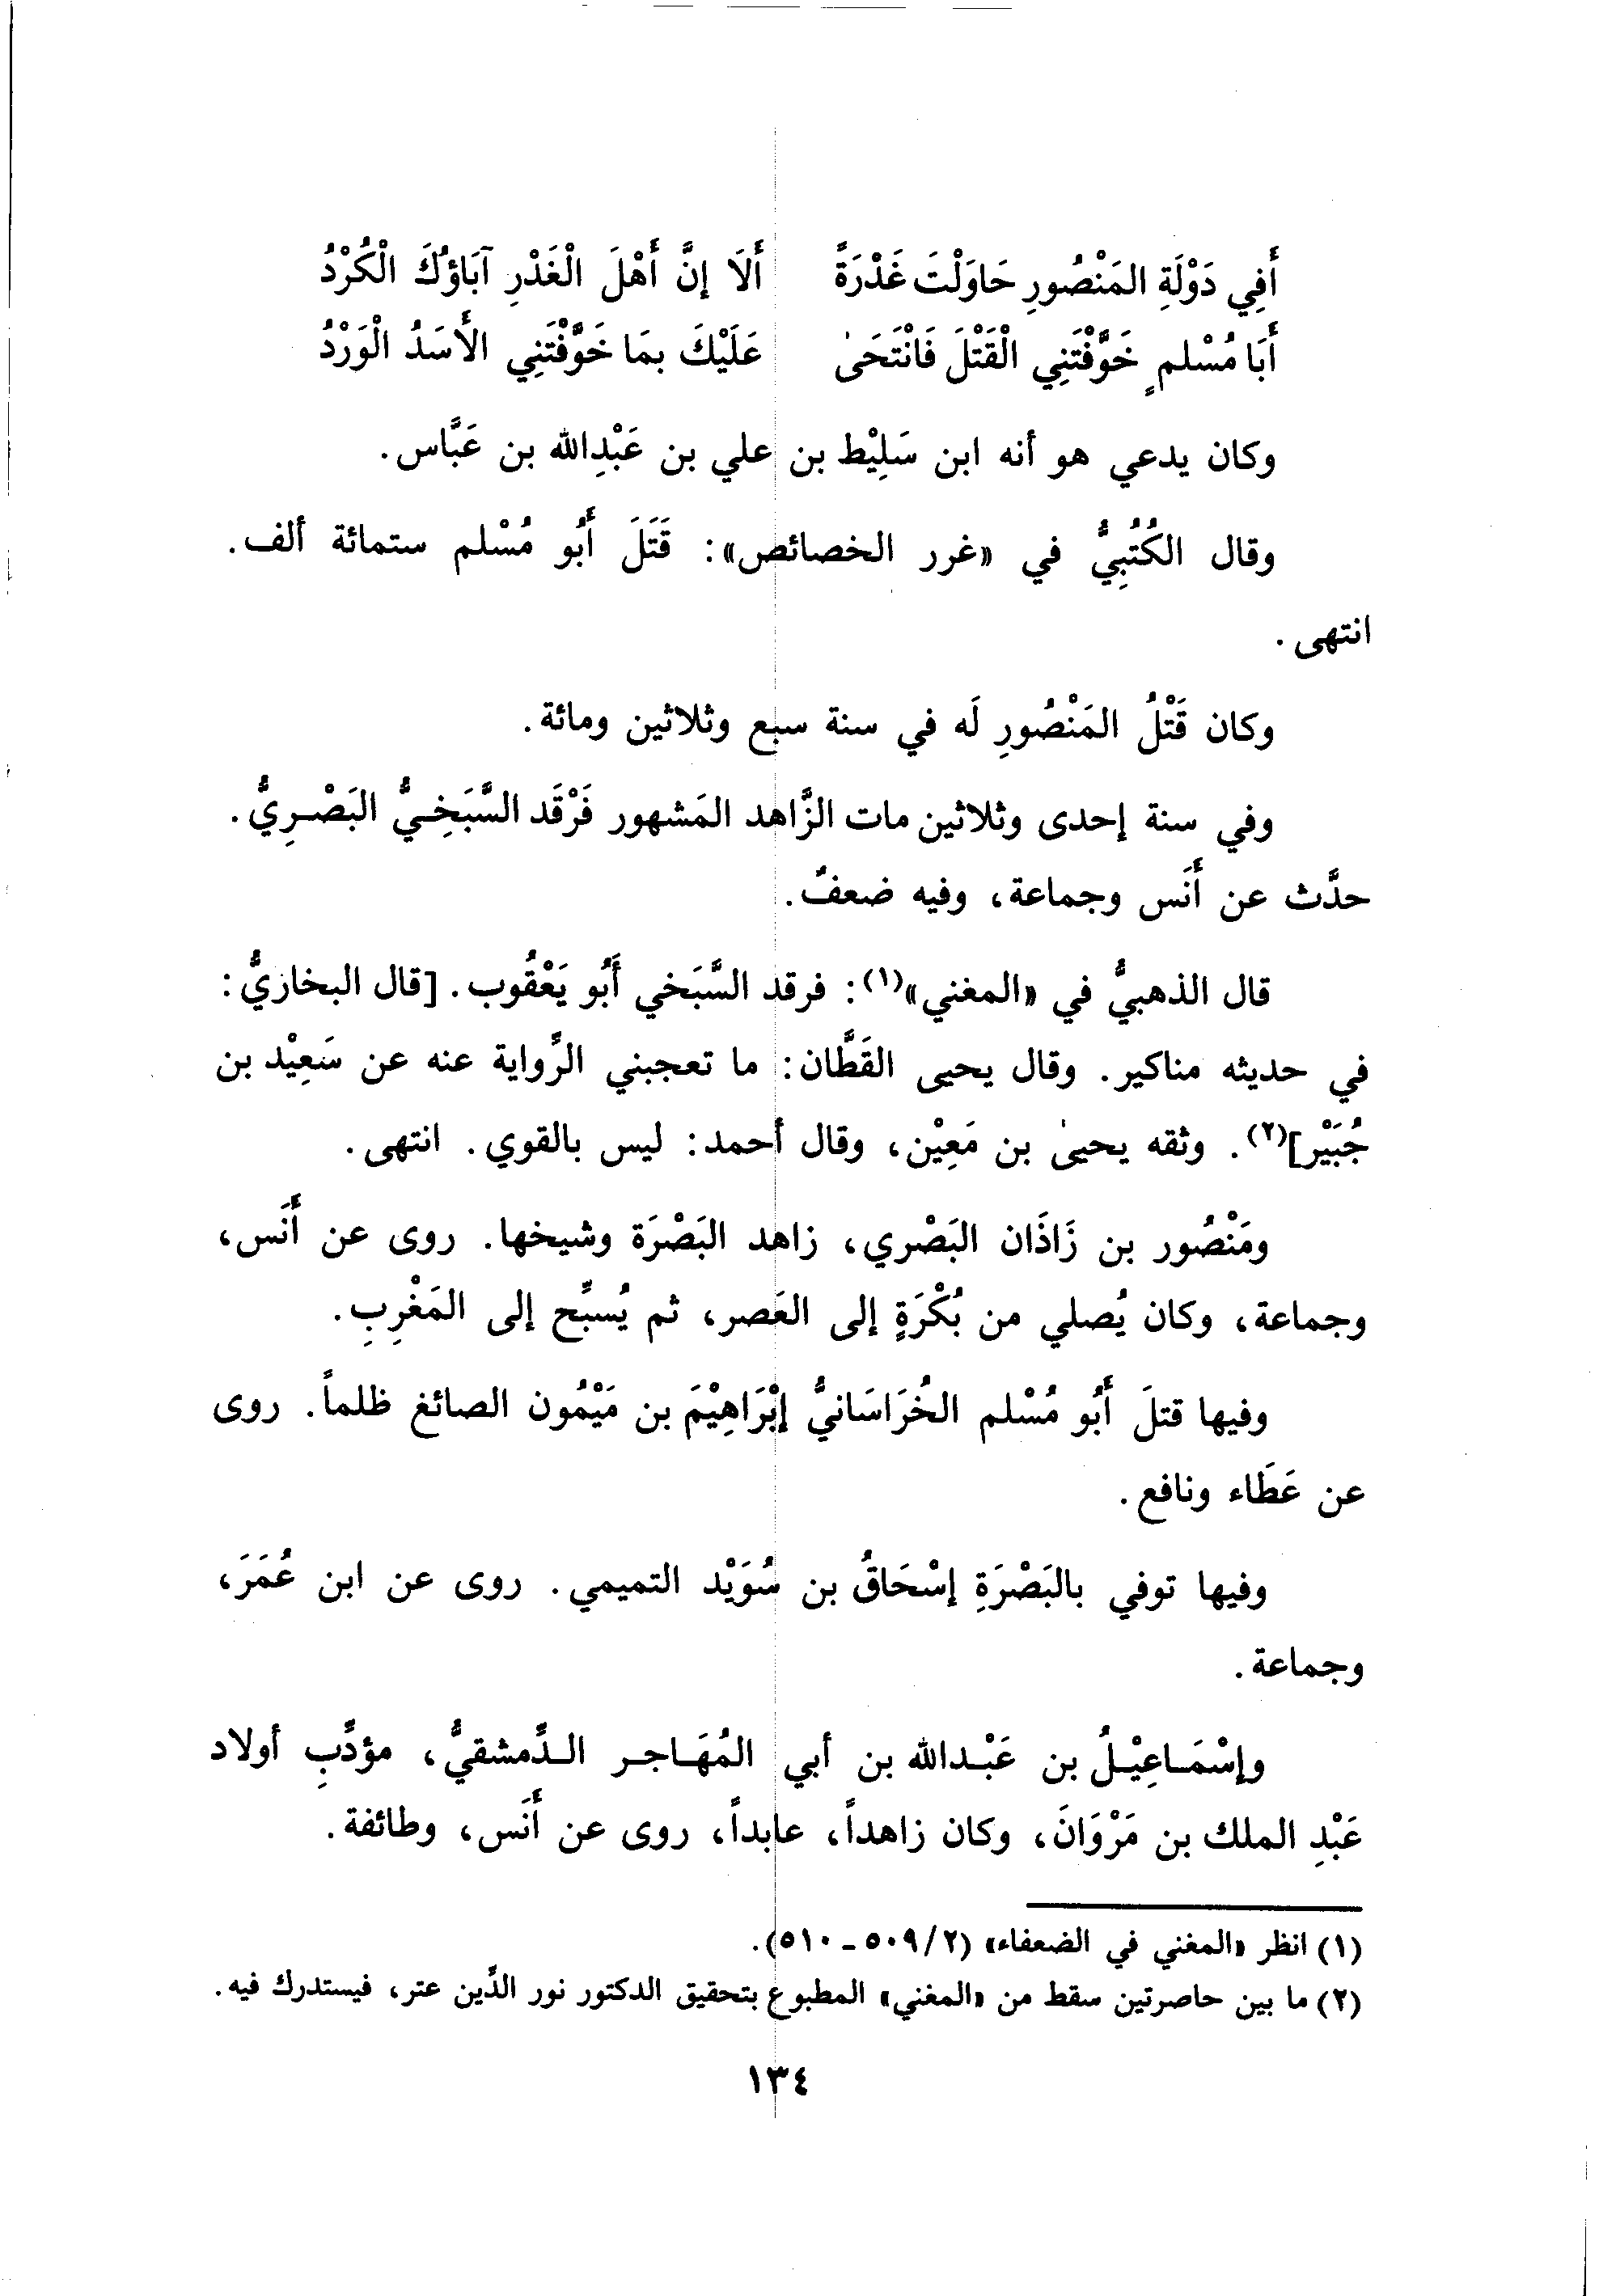 أَفِي دَوْلَةِ المَنْصُورِ حَاوَلْتَ غَدْرَةً أَلَا إِنَّ أَهْلَ الْغَدْرِ آبَاؤُكَ الْكُرْدُ
أَبَا مُسْلمٍ خَوَّفْتَنِي الْقَتْلَ فَانْتَحَىٰ عَلَيْكَ بمَا خَوَّفْتَنِي الأَسَدُ الْوَرْدُ
وكان يدعي هو أنه ابن سَلِيْط بن علي بن عَبْدِالله بن عَبَّاس.
وقال الكُتُبِيُّ في «غرر الخصائص»: قَتَلَ أَبُو مُسْلم ستمائة ألف.
انتهى.
وكان قَتْلُ المَنْصُورِ لَه في سنة سبع وثلاثين ومائة.
وفي سنة إحدى وثلاثين مات الزَّاهد المَشهور فَرْقَد السَّبَخِيُّ البَصْرِيُّ.
حدَّث عن أَنَس وجماعة، وفيه ضعفٌ.
قال الذهبيُّ في «المغني»(١): فرقد السَّبَخي أَبُو يَعْقُوب. [قال البخاريُّ:
في حديثه مناكير. وقال يحيى القَطَّان: ما تعجبني الرِّواية عنه عن سَعِيْد بن
جُبَيْر](٢). وثقه يحيىٰ بن مَعِيْن، وقال أحمد: ليس بالقوي. انتهى.
ومَنْصُور بن زَاذَان البَصْري، زاهد البَصْرَة وشيخها. روى عن أَنَس،
وجماعة، وكان يُصلي من بُكْرَةٍ إلى العَصر، ثم يُسبِّح إلى المَغْرِبِ.
وفيها قتلَ أَبُو مُسْلم الخُرَاسَانيُّ إبْرَاهِيْمَ بن مَيْمُون الصائغ ظلماً. روى
عن عَطَاء ونافع.
وفيها توفي بالبَصْرَةِ إسْحَاقُ بن سُوَيْد التميمي. روى عن ابن عُمَرَ،
وجماعة.
وإسْمَاعِيْلُ بن عَبْدالله بن أبي المُهَاجر الدِّمشقيُّ، مؤدِّبِ أولاد
عَبْدِ الملك بن مَرْوَانَ، وكان زاهداً، عابداً، روى عن أَنَس، وطائفة.
(١) انظر «المغني في الضعفاء» (٢/ ٥٠٩ - ٥١٠).
(٢) ما بين حاصرتين سقط من «المغني» المطبوع بتحقيق الدكتور نور الدِّين عتر، فيستدرك فيه.
١٣٤